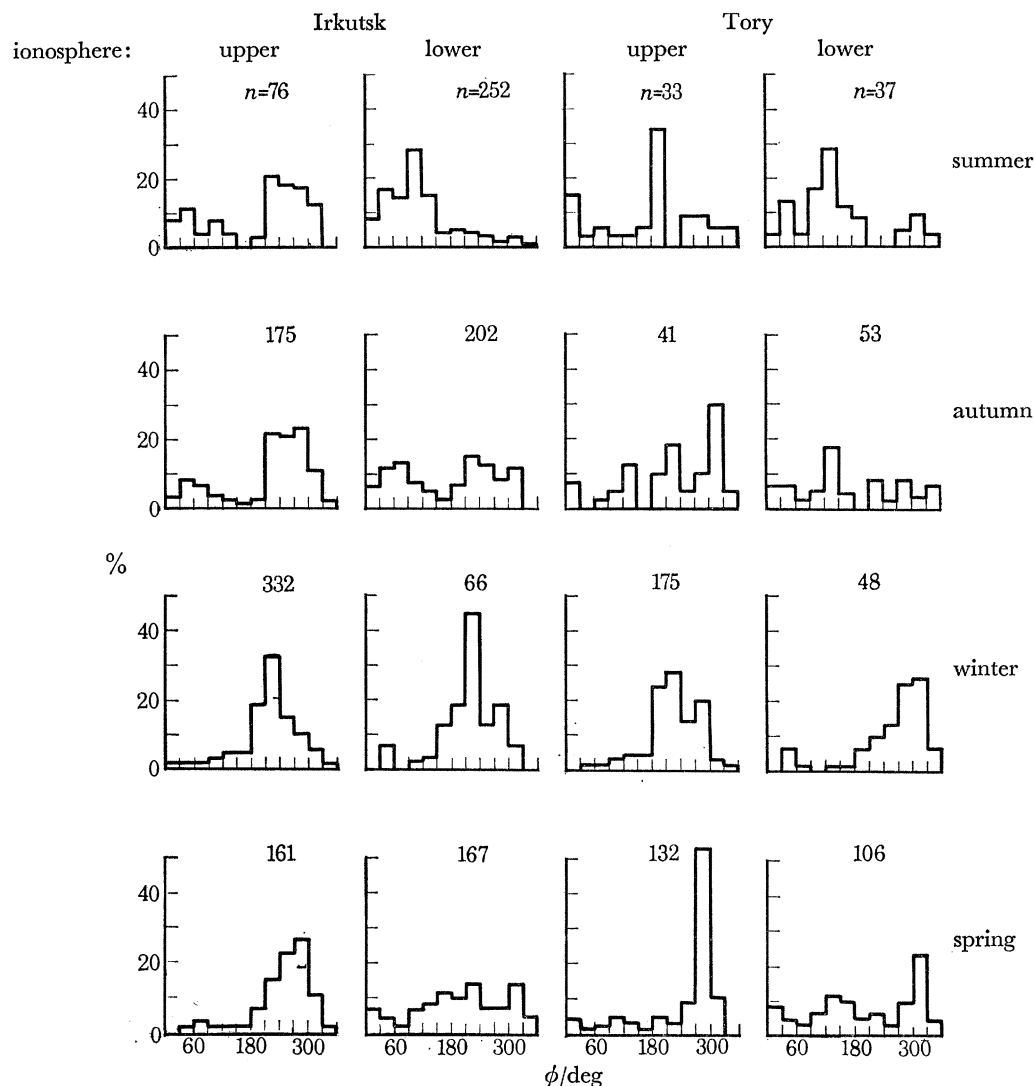 Irkutsk Tory
ionosphere: upper lower upper lower
n=76 n=252 n=33 n=37
40
20
0
summer
175 202 41 53
40
20
0
autumn
%
332 66 175 48
40
20
0
winter
161 167 132 106
40
20
0
spring
60 180 300 60 180 300 60 180 300 60 180 300
ϕ/deg